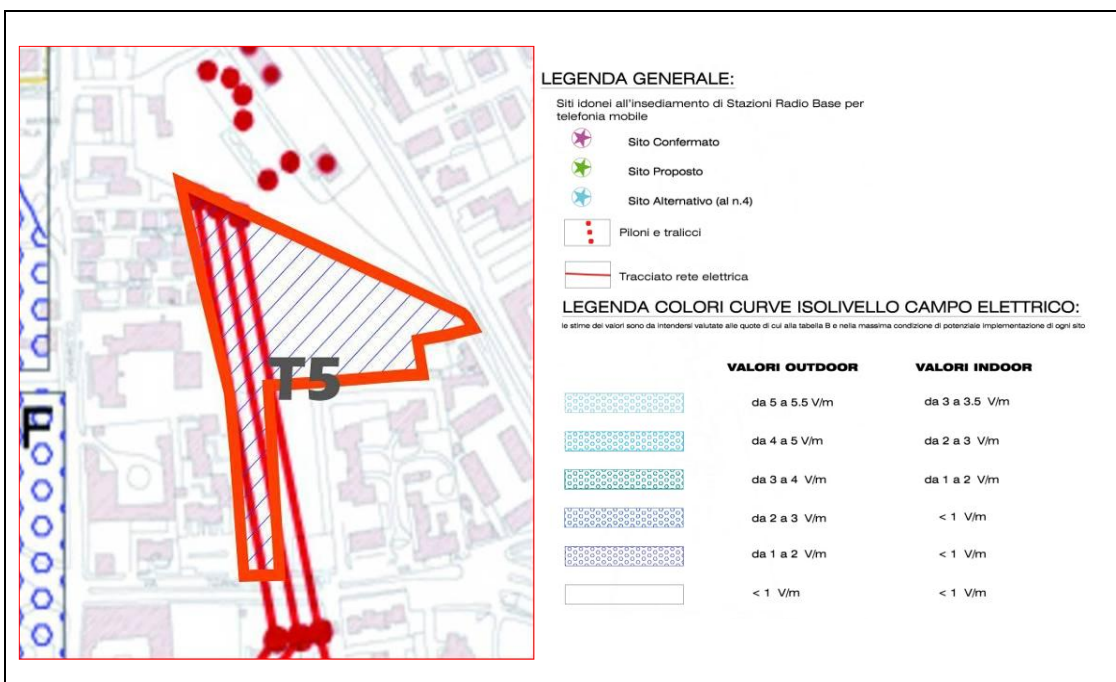 T5
F
LEGENDA GENERALE:
Siti idonei all'insediamento di Stazioni Radio Base per
telefonia mobile
Sito Confermato
Sito Proposto
Sito Alternativo (al n.4)
Piloni e tralicci
Tracciato rete elettrica
LEGENDA COLORI CURVE ISOLIVELLO CAMPO ELETTRICO:
le stime dei valori sono da intendersi valutate alle quote di cui alla tabella B e nella massima condizione di potenziale implementazione di ogni sito
VALORI OUTDOOR VALORI INDOOR
da 5 a 5.5 V/m da 3 a 3.5 V/m
da 4 a 5 V/m da 2 a 3 V/m
da 3 a 4 V/m da 1 a 2 V/m
da 2 a 3 V/m < 1 V/m
da 1 a 2 V/m < 1 V/m
< 1 V/m < 1 V/m